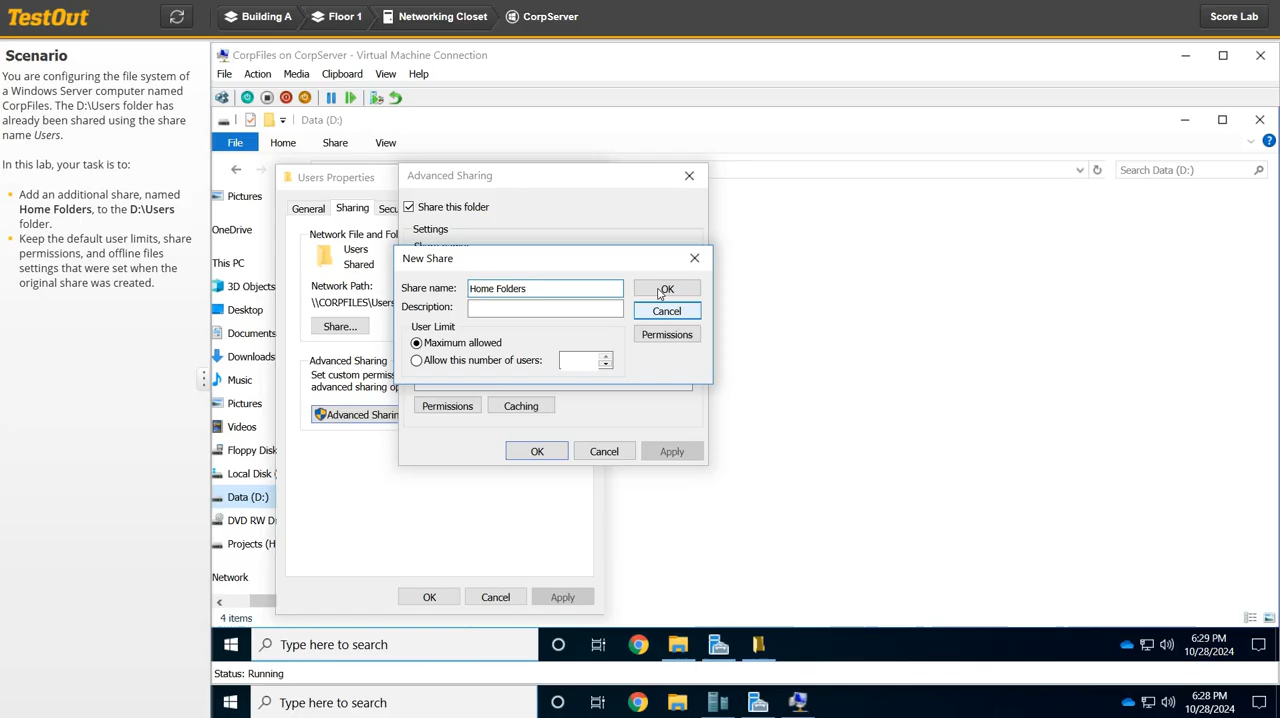 TestOut
Building A
Floor 1
Networking Closet
CorpServer
Score Lab
Scenario
You are configuring the file system of
a Windows Server computer named
CorpFiles. The D:\Users folder has
already been shared using the share
name Users.
In this lab, your task is to:
Add an additional share, named
Home Folders, to the D:\Users
folder.
Keep the default user limits, share
permissions, and offline files
settings that were set when the
original share was created.
CorpFiles on CorpServer - Virtual Machine Connection
File Action Media Clipboard View Help
Data (D:)
File Home Share View
Search Data (D:)
Pictures
OneDrive
This PC
3D Objects
Desktop
Documents
Downloads
Music
Pictures
Videos
Floppy Disk
Local Disk (
Data (D:)
DVD RW Dr
Projects (H
Network
4 items
Users Properties
General Sharing Secu
Network File and Fol
Users
Shared
Network Path:
\\CORPFILES\Users
Share...
Advanced Sharing
Set custom permis
advanced sharing op
Advanced Sharin
OK Cancel Apply
Advanced Sharing
Share this folder
Settings
New Share
Share name: Home Folders OK
Description: Cancel
User Limit
Maximum allowed
Allow this number of users:
Permissions
Permissions Caching
OK Cancel Apply
Type here to search
6:29 PM
10/28/2024
Status: Running
Type here to search
6:28 PM
10/28/2024